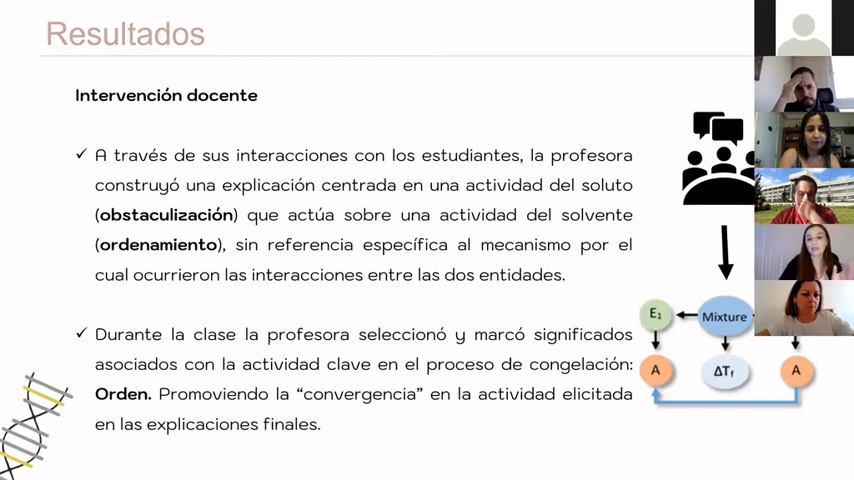 Resultados
Intervención docente
✓ A través de sus interacciones con los estudiantes, la profesora
construyó una explicación centrada en una actividad del soluto
(obstaculización) que actúa sobre una actividad del solvente
(ordenamiento), sin referencia específica al mecanismo por el
cual ocurrieron las interacciones entre las dos entidades.
✓ Durante la clase la profesora seleccionó y marcó significados
asociados con la actividad clave en el proceso de congelación:
Orden. Promoviendo la “convergencia” en la actividad elicitada
en las explicaciones finales.
E₁
Mixture
A
ΔT𝖿
A